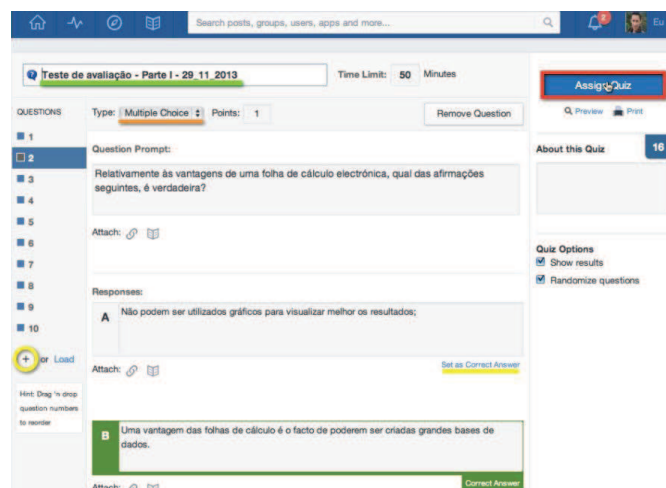 Search posts, groups, users, apps and more...
2
Eu
Teste de avaliação - Parte I - 29_11_2013
Time Limit: 50 Minutes
Assign Quiz
Preview Print
QUESTIONS
Type: Multiple Choice Points: 1
Remove Question
1
2
3
4
5
6
7
8
9
10
+ or Load
Hint: Drag 'n drop
question numbers
to reorder
Question Prompt:
Relativamente às vantagens de uma folha de cálculo electrónica, qual das afirmações
seguintes, é verdadeira?
Attach:
Responses:
A Não podem ser utilizados gráficos para visualizar melhor os resultados;
Attach:
Set as Correct Answer
B Uma vantagem das folhas de cálculo é o facto de poderem ser criadas grandes bases de
dados.
Attach:
Correct Answer
About this Quiz
16
Quiz Options
Show results
Randomize questions